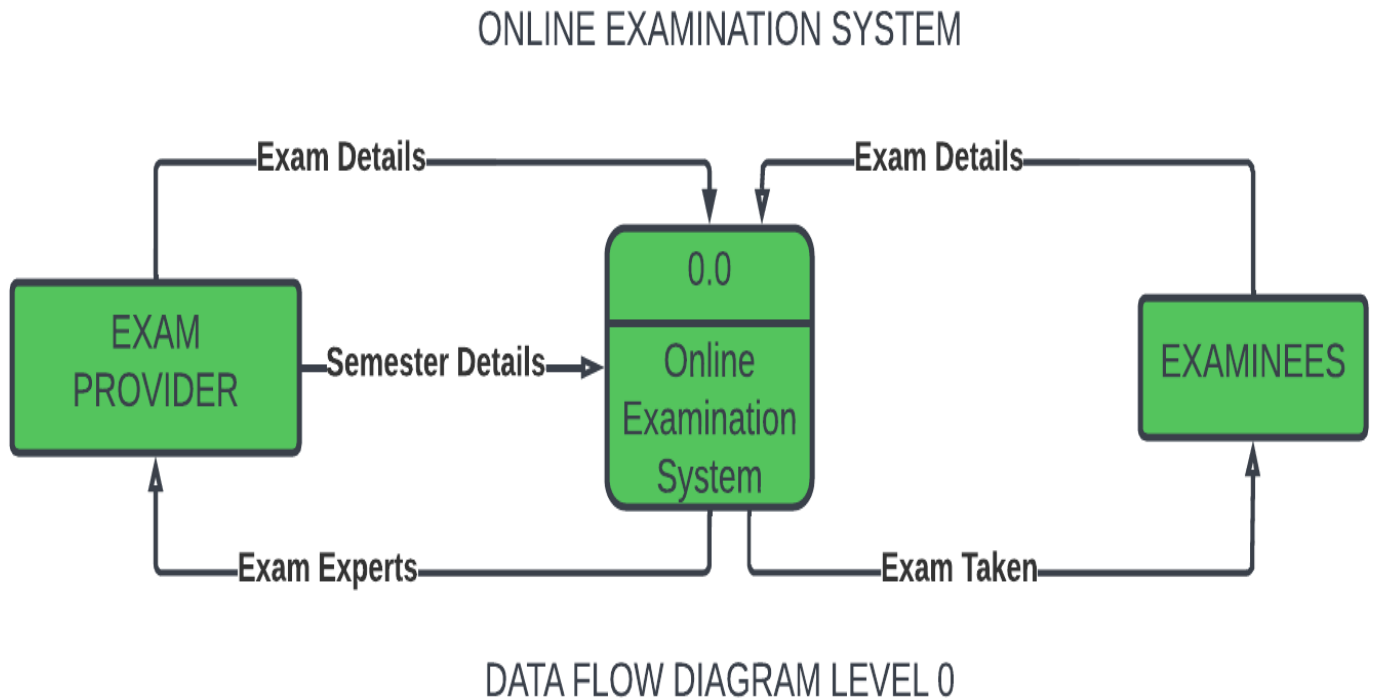 ONLINE EXAMINATION SYSTEM
Exam Details
Exam Details
0.0
EXAM
PROVIDER
Semester Details
Online
Examination
System
EXAMINEES
Exam Experts
Exam Taken
DATA FLOW DIAGRAM LEVEL 0